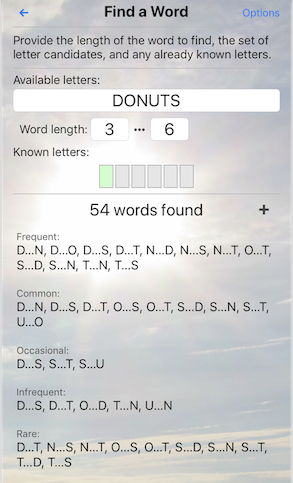 Find a Word
Options
Provide the length of the word to find, the set of
letter candidates, and any already known letters.
Available letters:
DONUTS
Word length: 3 ••• 6
Known letters:
54 words found +
Frequent:
D...N, D...O, D...S, D...T, N...D, N...S, N...T, O...T,
S...D, S...N, T...N, T...S
Common:
D...N, D...S, D...T, O...S, O...T, S...D, S...N, S...T,
U...O
Occasional:
D...S, S...T, S...U
Infrequent:
D...S, D...T, O...D, T...N, U...N
Rare:
D...T, N...S, N...T, O...S, O...T, S...D, S...N, S...T,
T...D, T...S